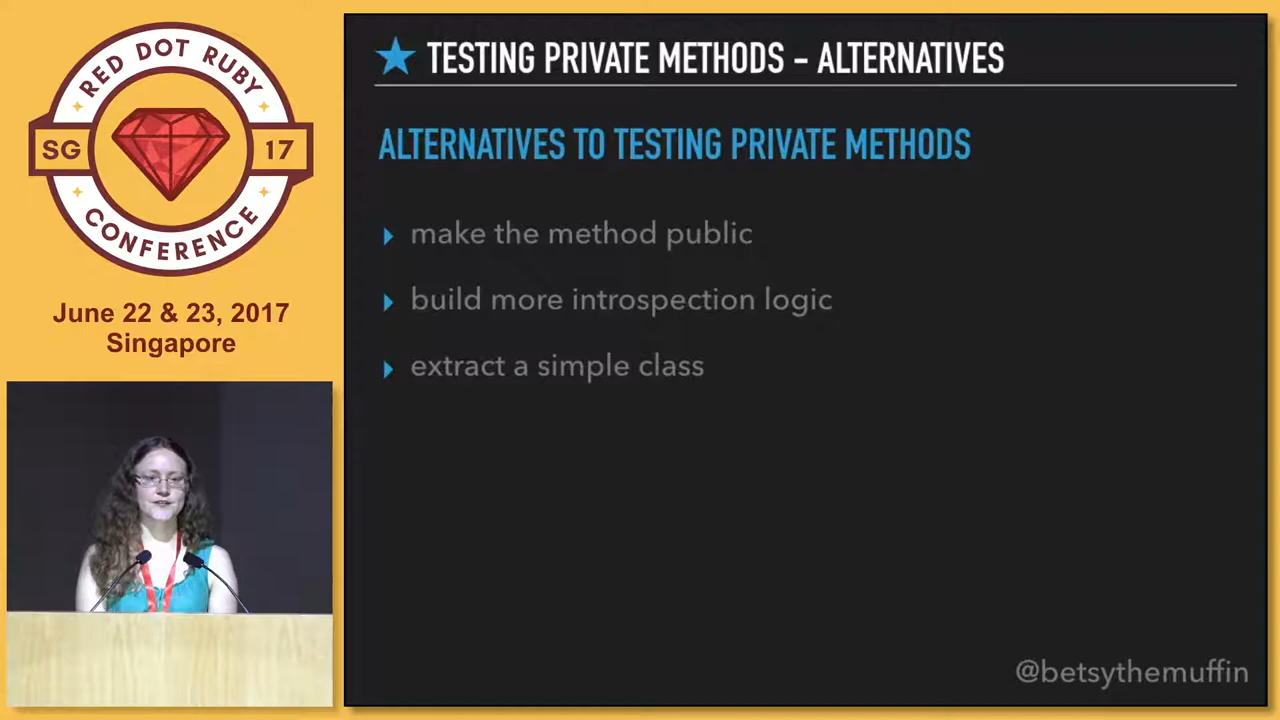 RED DOT RUBY
SG 17
CONFERENCE
June 22 & 23, 2017
Singapore
TESTING PRIVATE METHODS – ALTERNATIVES
ALTERNATIVES TO TESTING PRIVATE METHODS
make the method public
build more introspection logic
extract a simple class
@betsythemuffin